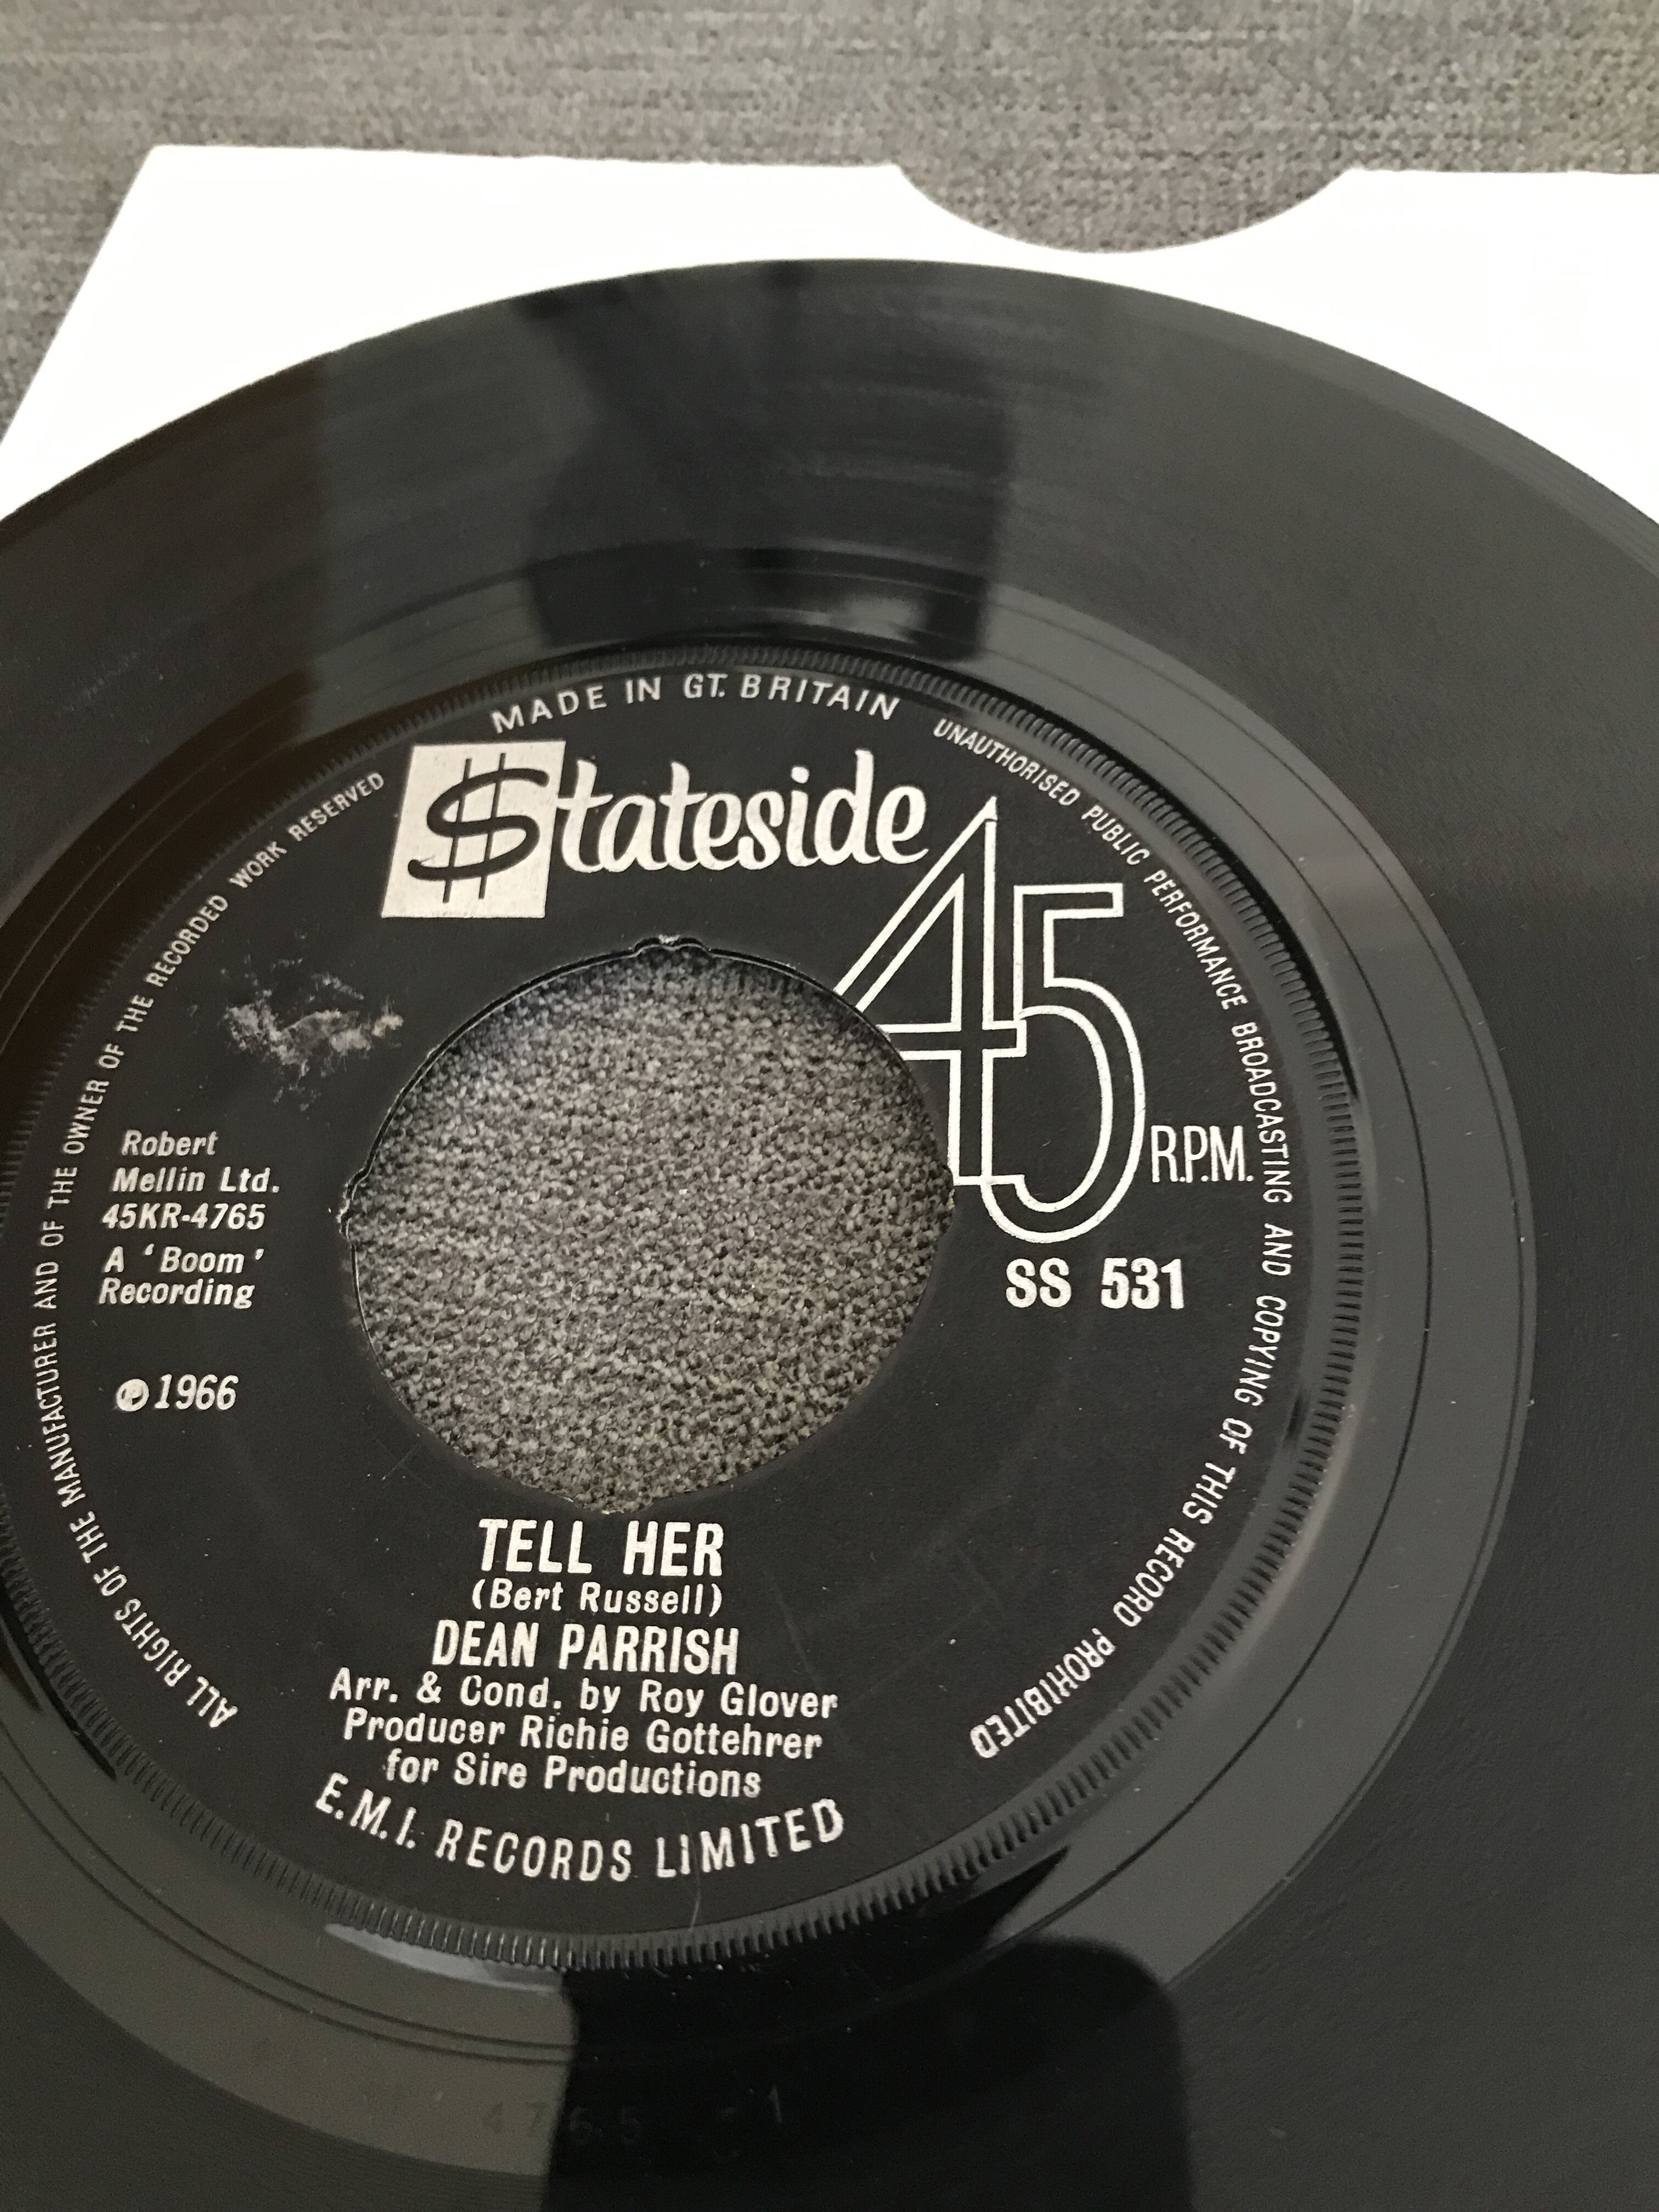 MADE IN GT. BRITAIN
UNAUTHORISED PUBLIC PERFORMANCE BROADCASTING AND COPYING OF THIS RECORD PROHIBITED
ALL RIGHTS OF THE MANUFACTURER AND OF THE OWNER OF THE RECORDED WORK RESERVED
$tateside
45
R.P.M.
SS 531
Robert
Mellin Ltd.
45KR-4765
A ‘Boom’
Recording
℗1966
TELL HER
(Bert Russell)
DEAN PARRISH
Arr. & Cond. by Roy Glover
Producer Richie Gottehrer
for Sire Productions
E.M.I. RECORDS LIMITED
4765 -1